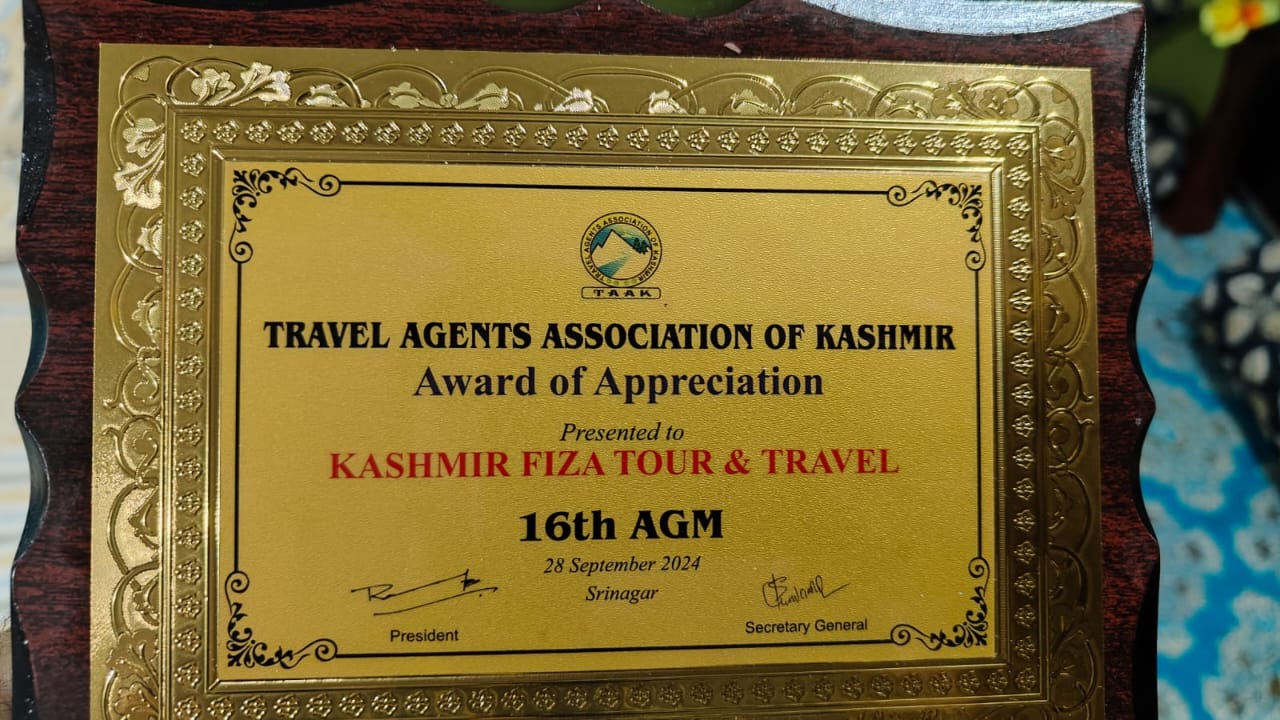 TRAVEL AGENTS ASSOCIATION OF KASHMIR
TAAK
TRAVEL AGENTS ASSOCIATION OF KASHMIR
Award of Appreciation
Presented to
KASHMIR FIZA TOUR & TRAVEL
16th AGM
28 September 2024
Srinagar
President
Secretary General